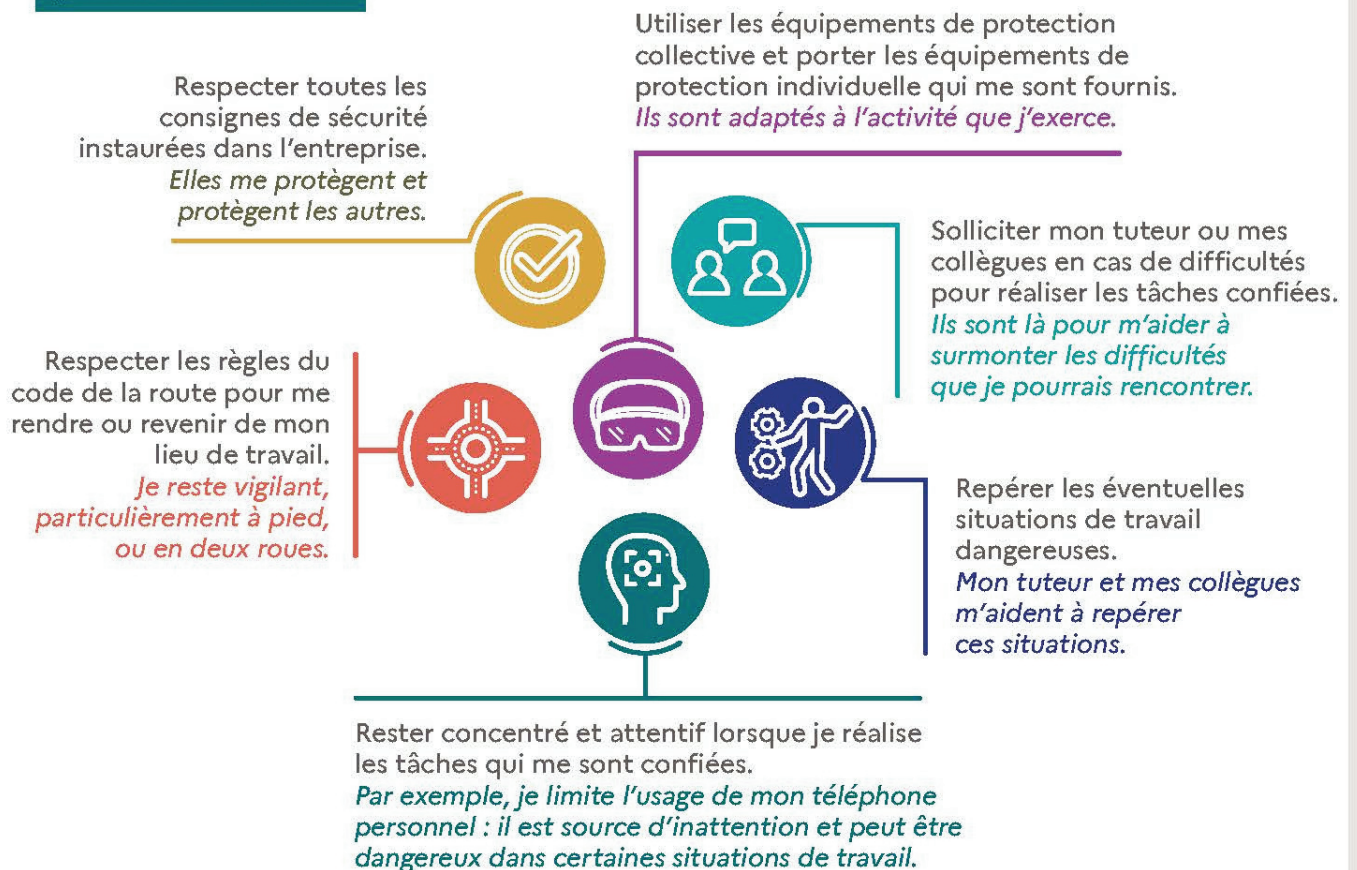 Utiliser les équipements de protection
collective et porter les équipements de
protection individuelle qui me sont fournis.
Ils sont adaptés à l'activité que j'exerce.
Respecter toutes les
consignes de sécurité
instaurées dans l'entreprise.
Elles me protègent et
protègent les autres.
Solliciter mon tuteur ou mes
collègues en cas de difficultés
pour réaliser les tâches confiées.
Ils sont là pour m'aider à
surmonter les difficultés
que je pourrais rencontrer.
Respecter les règles du
code de la route pour me
rendre ou revenir de mon
lieu de travail.
Je reste vigilant,
particulièrement à pied,
ou en deux roues.
Repérer les éventuelles
situations de travail
dangereuses.
Mon tuteur et mes collègues
m'aident à repérer
ces situations.
Rester concentré et attentif lorsque je réalise
les tâches qui me sont confiées.
Par exemple, je limite l'usage de mon téléphone
personnel : il est source d'inattention et peut être
dangereux dans certaines situations de travail.